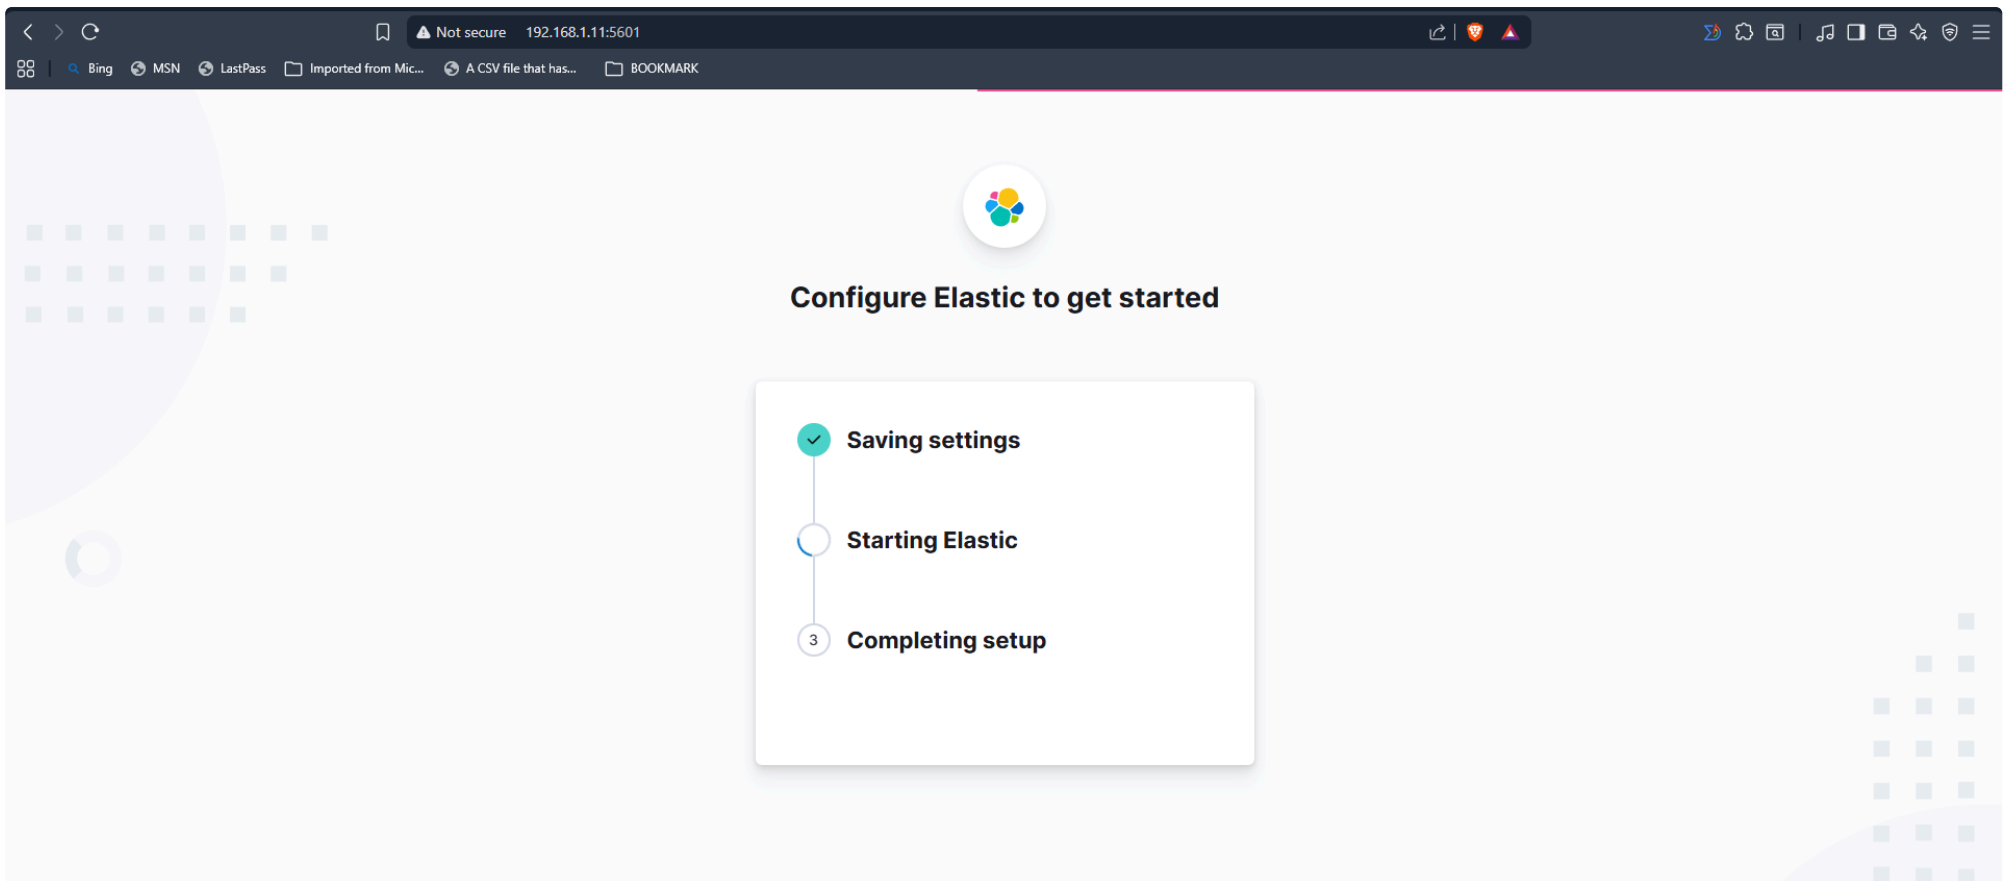 Not secure 192.168.1.11:5601
Bing MSN LastPass Imported from Mic... A CSV file that has... BOOKMARK
Configure Elastic to get started
Saving settings
Starting Elastic
3 Completing setup